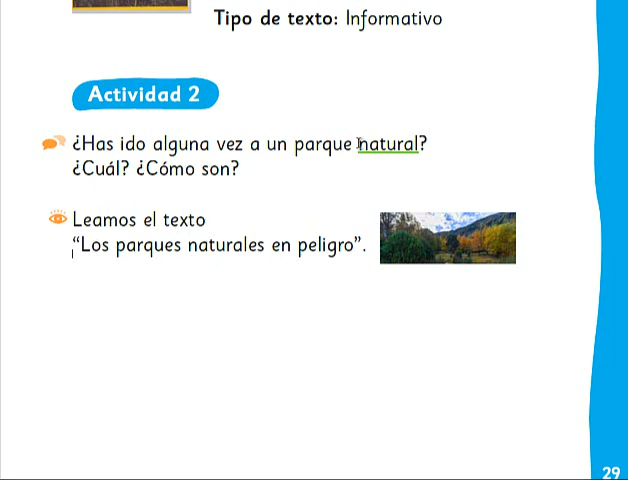 Tipo de texto: Informativo
Actividad 2
¿Has ido alguna vez a un parque natural?
¿Cuál? ¿Cómo son?
Leamos el texto
“Los parques naturales en peligro”.
29